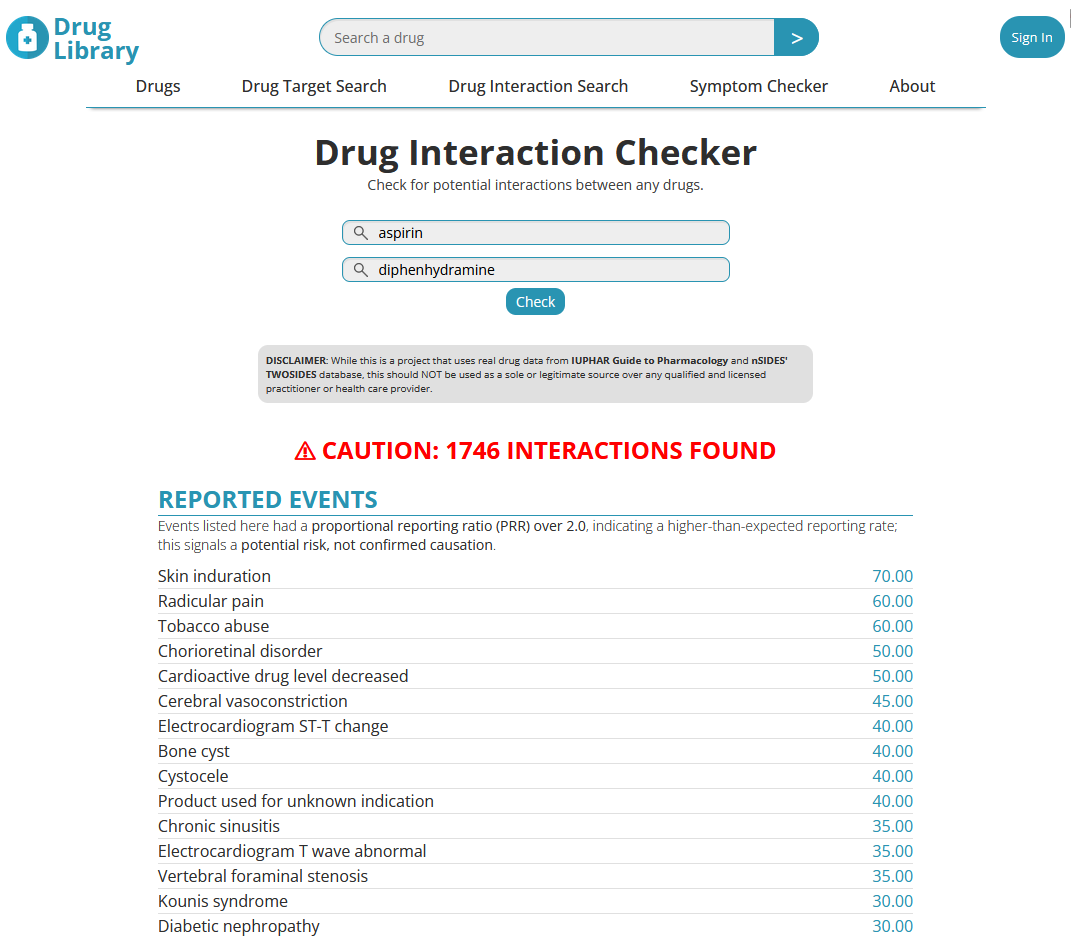 Drug
Library
Search a drug
>
Sign In
Drugs Drug Target Search Drug Interaction Search Symptom Checker About
Drug Interaction Checker
Check for potential interactions between any drugs.
aspirin
diphenhydramine
Check
DISCLAIMER: While this is a project that uses real drug data from IUPHAR Guide to Pharmacology and nSIDES'
TWOSIDES database, this should NOT be used as a sole or legitimate source over any qualified and licensed
practitioner or health care provider.
CAUTION: 1746 INTERACTIONS FOUND
REPORTED EVENTS
Events listed here had a proportional reporting ratio (PRR) over 2.0, indicating a higher-than-expected reporting rate;
this signals a potential risk, not confirmed causation.
Skin induration 70.00
Radicular pain 60.00
Tobacco abuse 60.00
Chorioretinal disorder 50.00
Cardioactive drug level decreased 50.00
Cerebral vasoconstriction 45.00
Electrocardiogram ST-T change 40.00
Bone cyst 40.00
Cystocele 40.00
Product used for unknown indication 40.00
Chronic sinusitis 35.00
Electrocardiogram T wave abnormal 35.00
Vertebral foraminal stenosis 35.00
Kounis syndrome 30.00
Diabetic nephropathy 30.00